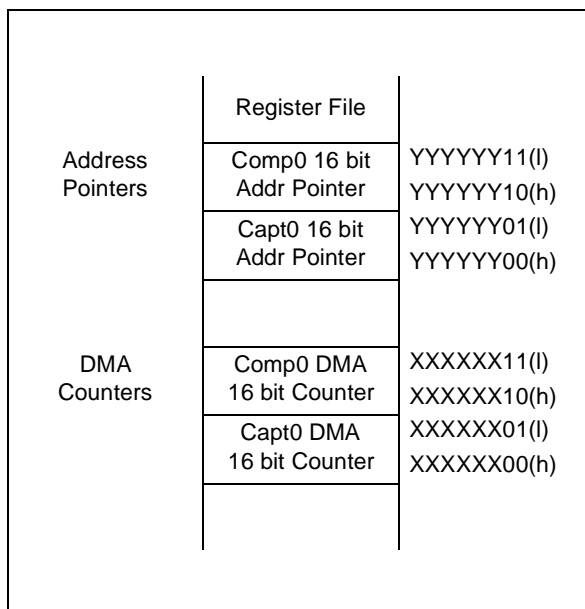 Register File
Address
Pointers
Comp0 16 bit
Addr Pointer
YYYYYY11(l)
YYYYYY10(h)
Capt0 16 bit
Addr Pointer
YYYYYY01(l)
YYYYYY00(h)
DMA
Counters
Comp0 DMA
16 bit Counter
XXXXXX11(l)
XXXXXX10(h)
Capt0 DMA
16 bit Counter
XXXXXX01(l)
XXXXXX00(h)